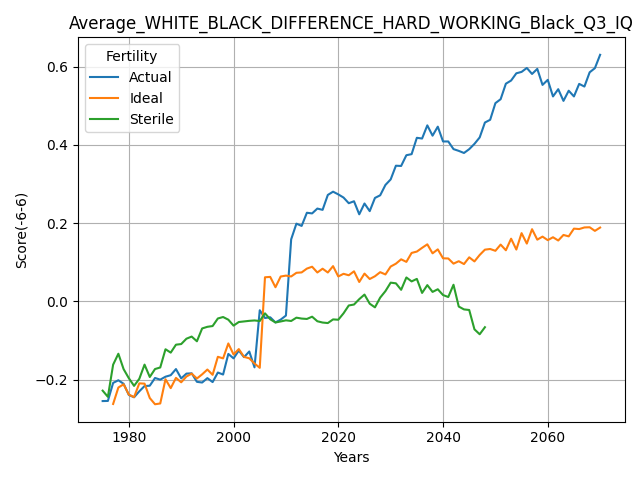 Average_WHITE_BLACK_DIFFERENCE_HARD_WORKING_Black_Q3_IQ
Fertility
Actual
Ideal
Sterile
Score(-6-6)
0.6
0.4
0.2
0.0
−0.2
1980
2000
2020
2040
2060
Years